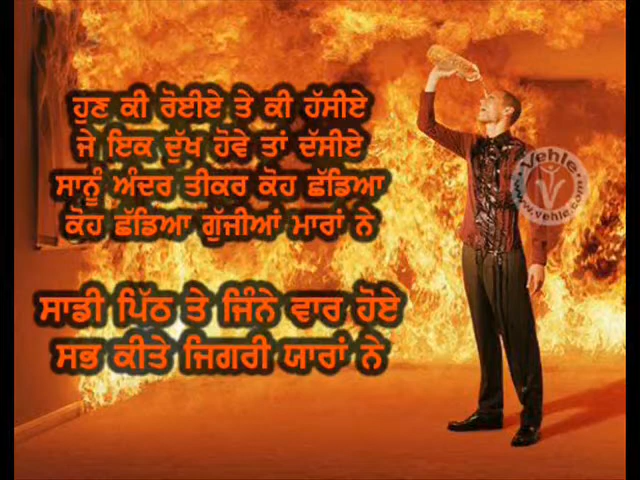 ਹੁਣ ਕੀ ਰੋਈਏ ਤੇ ਕੀ ਹੱਸੀਏ
ਜੇ ਇਕ ਦੁੱਖ ਹੋਵੇ ਤਾਂ ਦੱਸੀਏ
ਸਾਨੂੰ ਅੰਦਰ ਤੀਕਰ ਕੋਹ ਛੱਡਿਆ
ਕੋਹ ਛੱਡਿਆ ਗੁੱਜੀਆਂ ਮਾਰਾਂ ਨੇ
ਸਾਡੀ ਪਿੱਠ ਤੇ ਜਿੰਨੇ ਵਾਰ ਹੋਏ
ਸਭ ਕੀਤੇ ਜਿਗਰੀ ਯਾਰਾਂ ਨੇ
Vehle
www.vehle.com